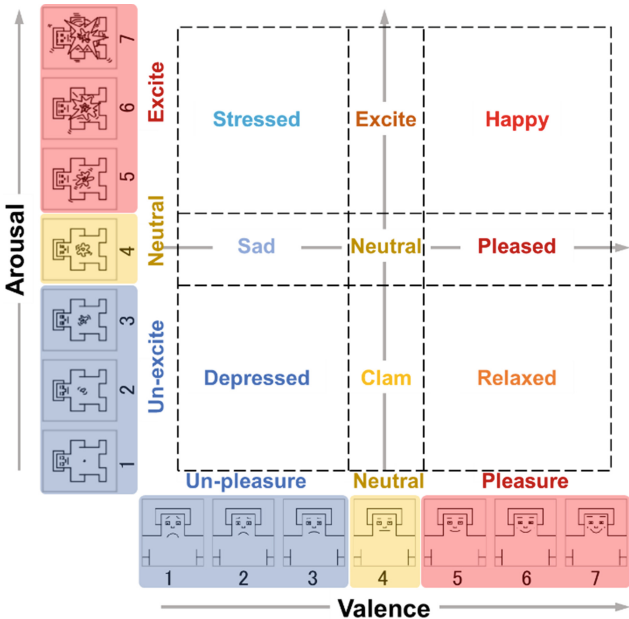 Arousal
Excite
Neutral
Un-excite
7
6
5
4
3
2
1
Stressed Excite Happy
Sad Neutral Pleased
Depressed Clam Relaxed
Un-pleasure Neutral Pleasure
1 2 3 4 5 6 7
Valence